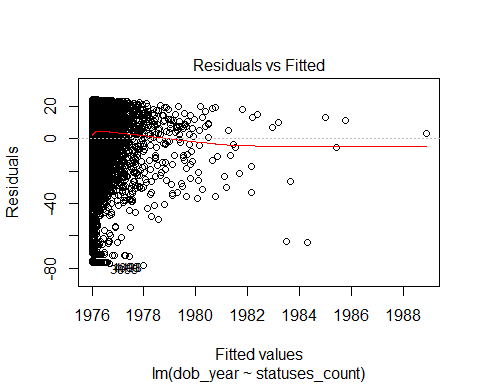 Residuals vs Fitted
Residuals
20
0
-40
-80
1976 1978 1980 1982 1984 1986 1988
Fitted values
lm(dob_year ~ statuses_count)